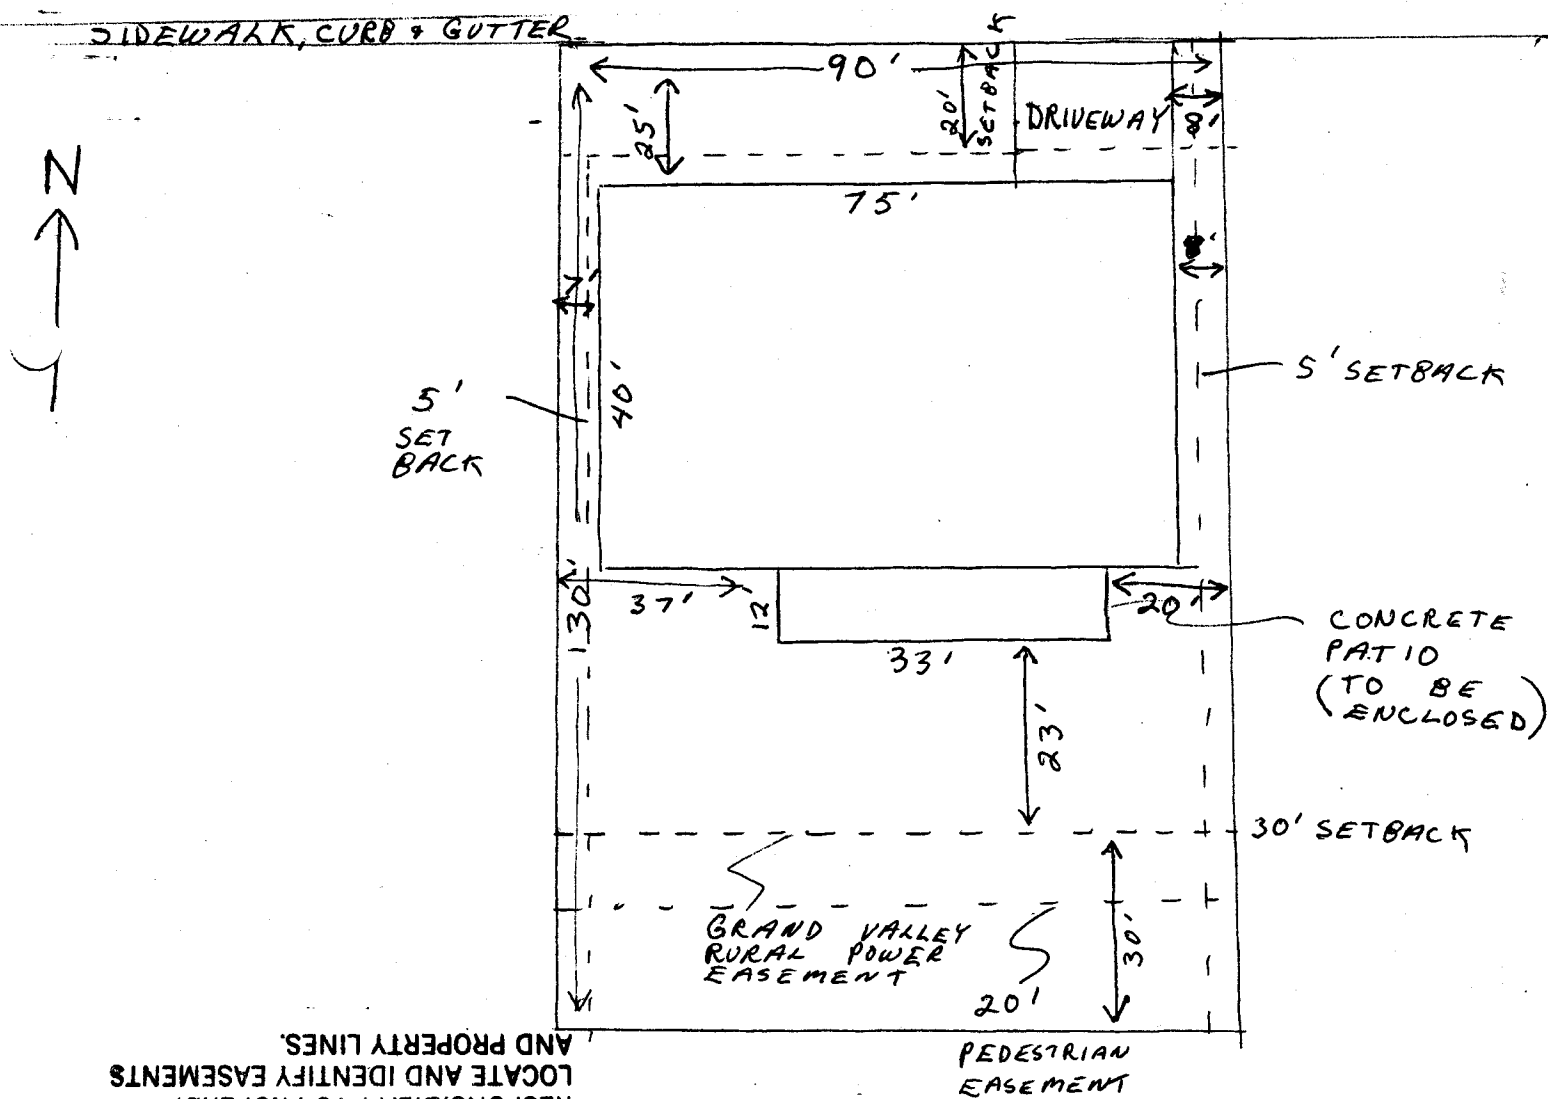 SIDEWALK, CURB & GUTTER
90'
25'
20'
SETBACK
DRIVEWAY
8'
N
75'
8'
7'
40'
5'
SET
BACK
5' SETBACK
130'
37'
12'
33'
20'
CONCRETE
PATIO
(TO BE
ENCLOSED)
23'
30' SETBACK
GRAND VALLEY
RURAL POWER
EASEMENT
30'
20'
PEDESTRIAN
EASEMENT
LOCATE AND IDENTIFY EASEMENTS
AND PROPERTY LINES.